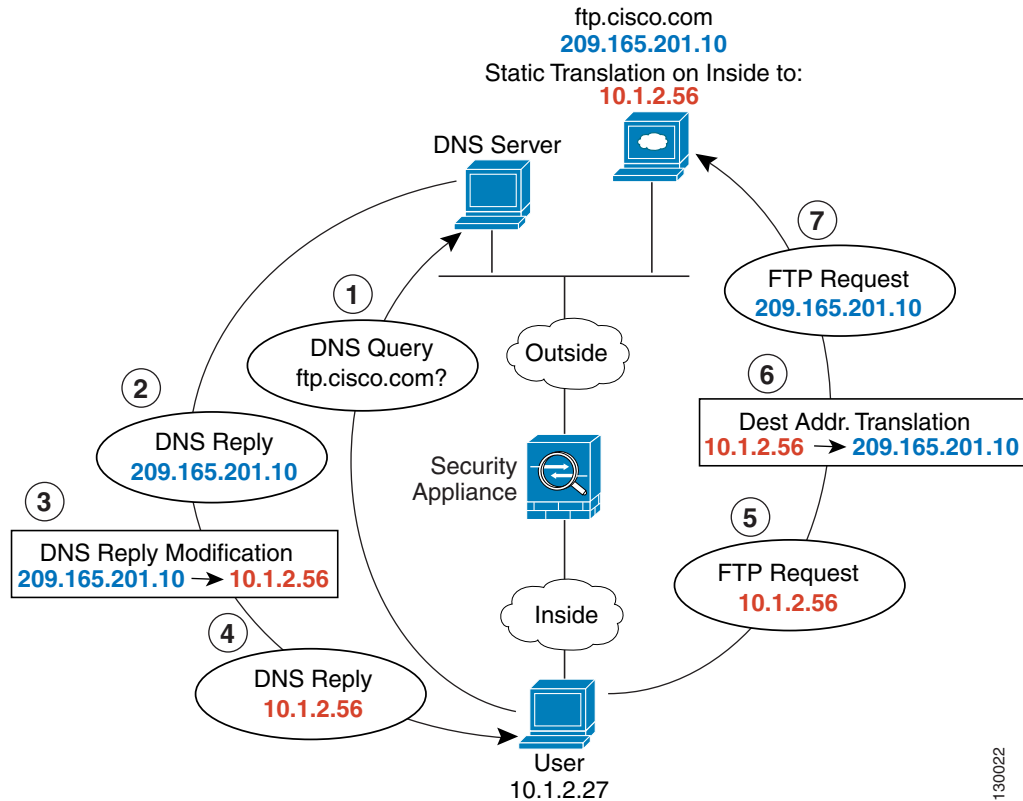 ftp.cisco.com
209.165.201.10
Static Translation on Inside to:
10.1.2.56
DNS Server
7
FTP Request
209.165.201.10
1
DNS Query
ftp.cisco.com?
Outside
2
DNS Reply
209.165.201.10
6
Dest Addr. Translation
10.1.2.56 → 209.165.201.10
Security
Appliance
3
DNS Reply Modification
209.165.201.10 → 10.1.2.56
5
FTP Request
10.1.2.56
Inside
4
DNS Reply
10.1.2.56
User
10.1.2.27
130022